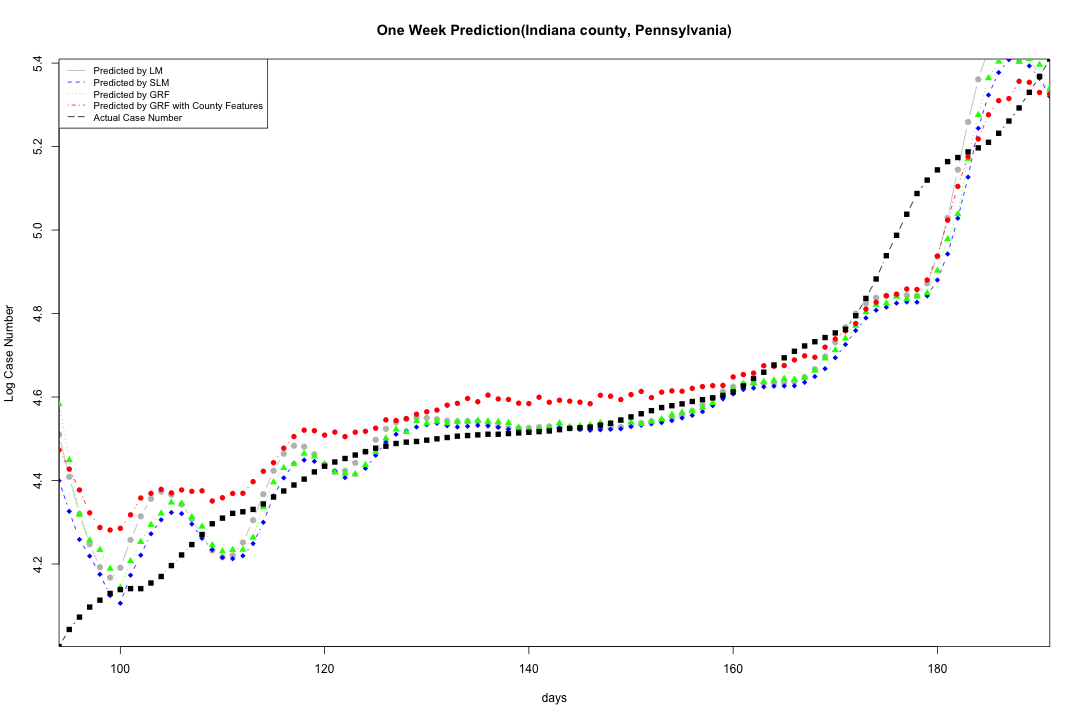 One Week Prediction(Indiana county, Pennsylvania)
Predicted by LM
Predicted by SLM
Predicted by GRF
Predicted by GRF with County Features
Actual Case Number
5.4
5.2
5.0
4.8
4.6
4.4
4.2
Log Case Number
100
120
140
160
180
days